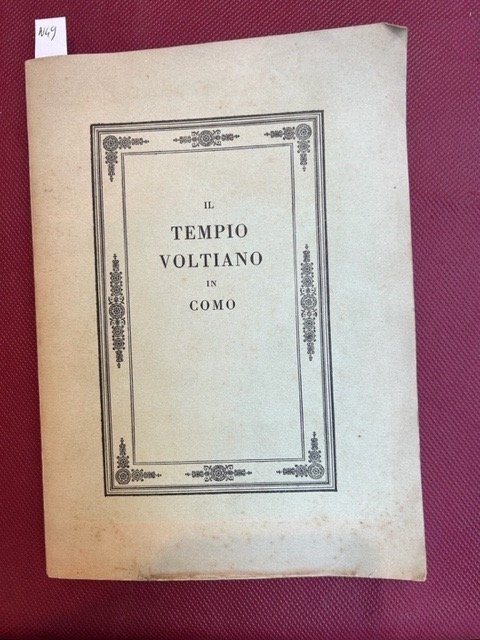 N49
IL
TEMPIO
VOLTIANO
IN
COMO